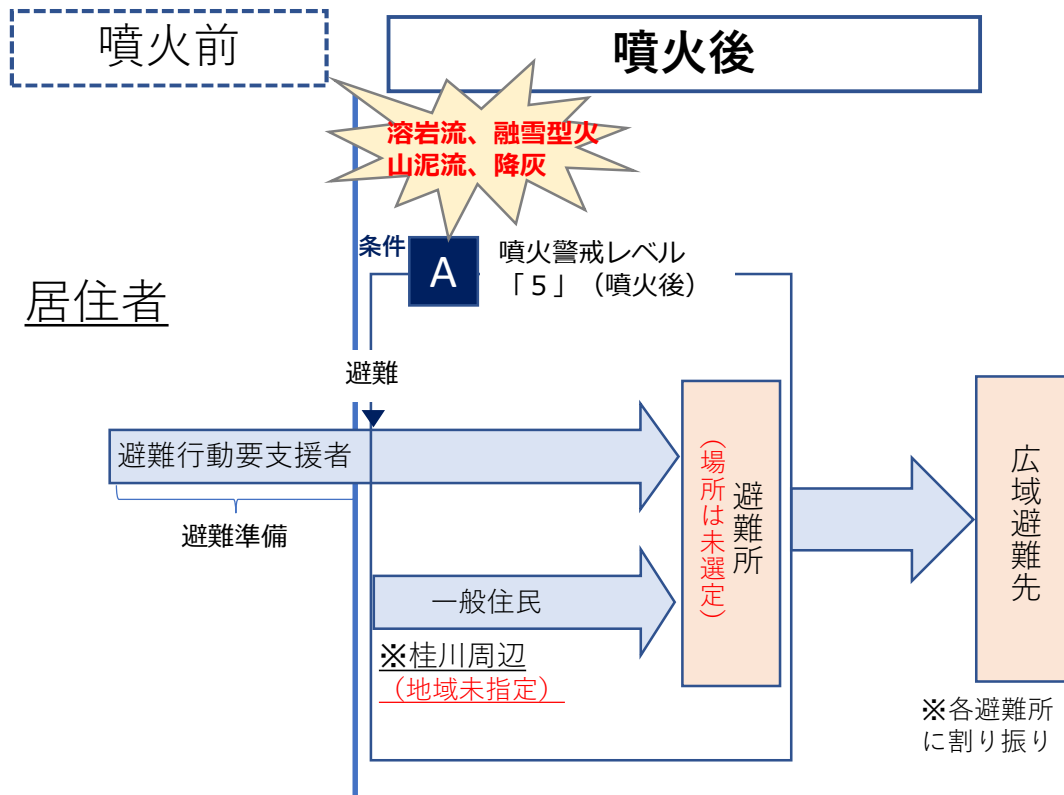 噴火前
噴火後
溶岩流、融雪型火
山泥流、降灰
条件
A
噴火警戒レベル
「５」（噴火後）
居住者
避難
避難行動要支援者
避難準備
一般住民
※桂川周辺
（地域未指定）
避難所
（場所は未選定）
広域避難先
※各避難所
に割り振り